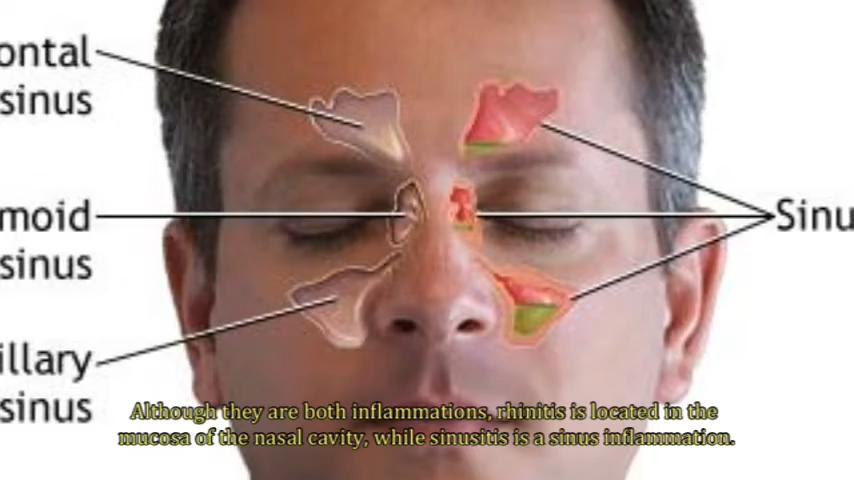 ontal
sinus
moid
sinus
Sinu
illary
sinus
Although they are both inflammations, rhinitis is located in the
mucosa of the nasal cavity, while sinusitis is a sinus inflammation.